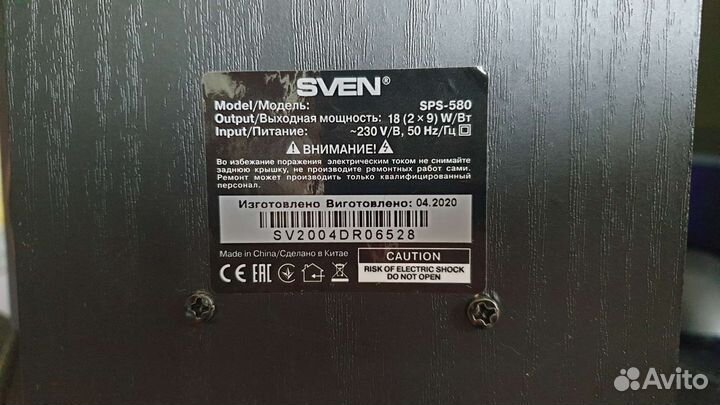 SVEN®
Model/Модель: SPS-580
Output/Выходная мощность: 18 (2×9) W/Вт
Input/Питание: ~230 V/В, 50 Hz/Гц
ВНИМАНИЕ!
Во избежание поражения электрическим током не снимайте
заднюю крышку, не производите ремонтных работ сами.
Ремонт может производить только квалифицированный
персонал.
Изготовлено Виготовлено: 04.2020
SV2004DR06528
Made in China/Сделано в Китае
CAUTION
RISK OF ELECTRIC SHOCK
DO NOT OPEN
CE EAC
Avito